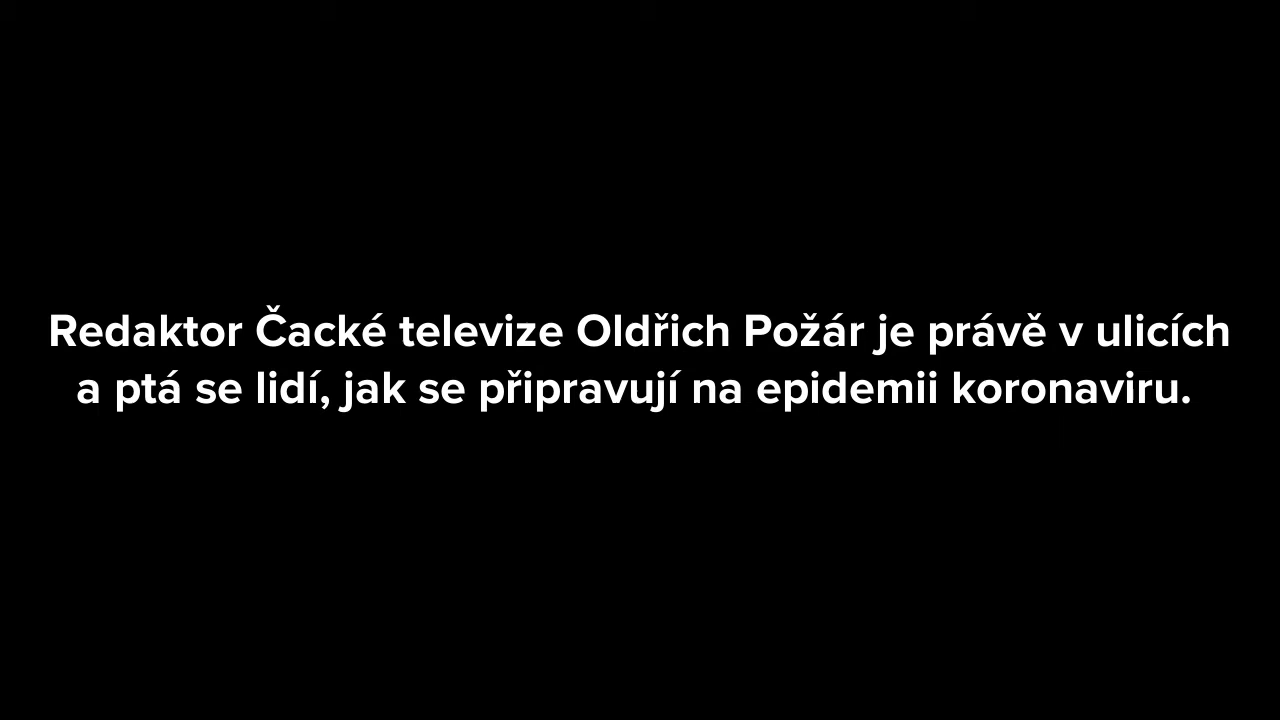 Redaktor Čacké televize Oldřich Požár je právě v ulicích
a ptá se lidí, jak se připravují na epidemii koronaviru.